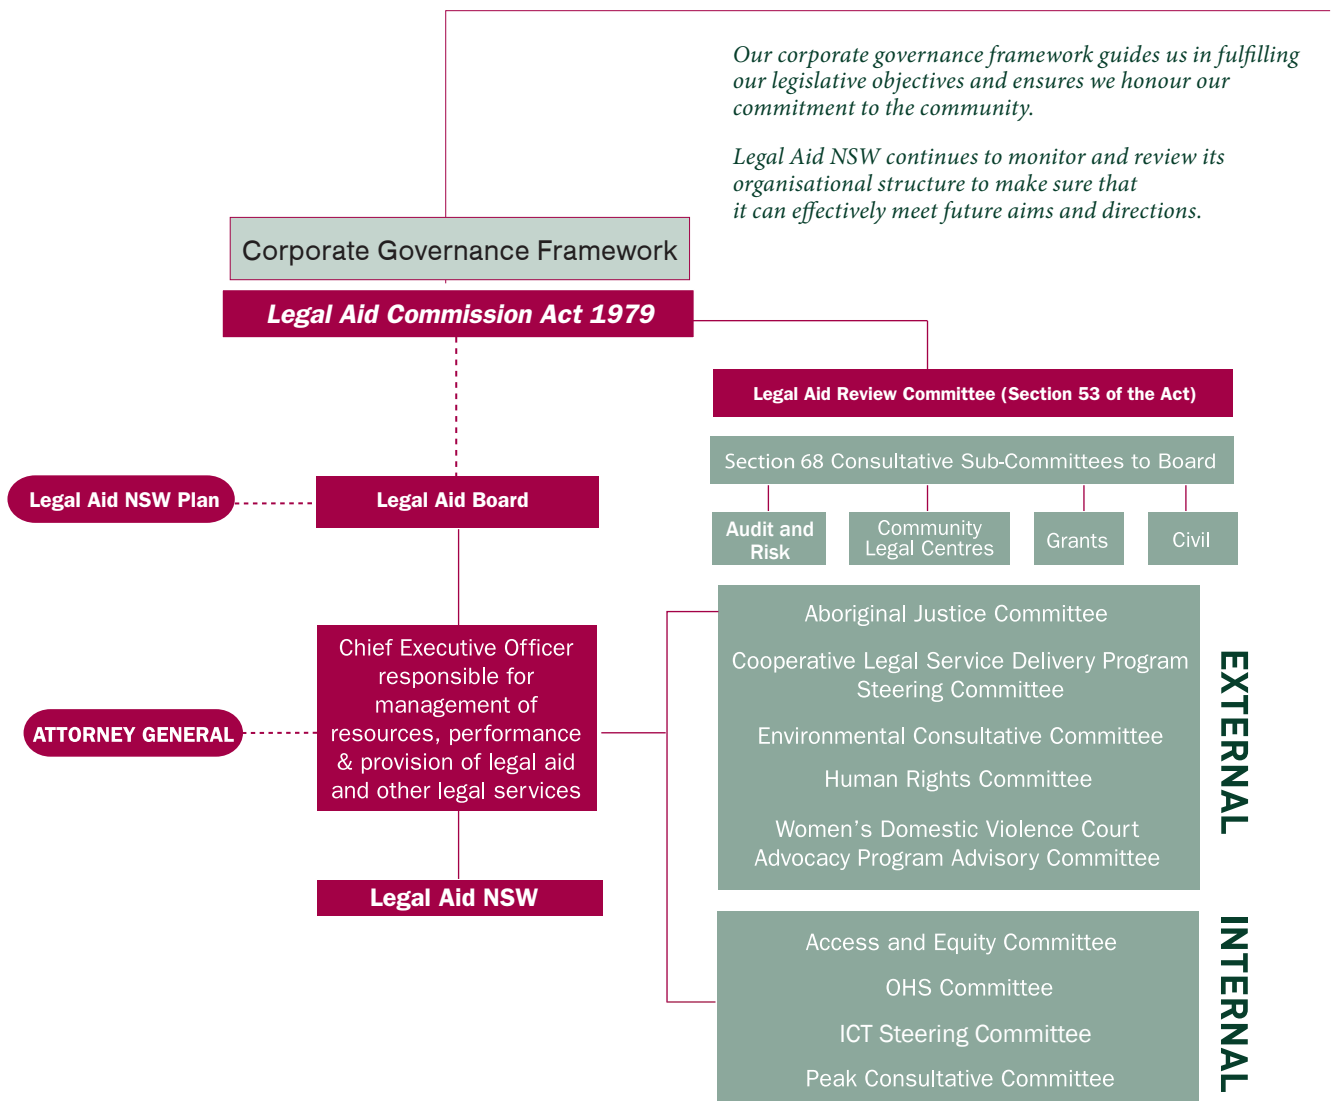 Our corporate governance framework guides us in fulfilling
our legislative objectives and ensures we honour our
commitment to the community.
Legal Aid NSW continues to monitor and review its
organisational structure to make sure that
it can effectively meet future aims and directions.
Corporate Governance Framework
Legal Aid Commission Act 1979
Legal Aid Review Committee (Section 53 of the Act)
Section 68 Consultative Sub-Committees to Board
Audit and
Risk
Community
Legal Centres
Grants
Civil
Legal Aid NSW Plan
Legal Aid Board
Chief Executive Officer
responsible for
management of
resources, performance
& provision of legal aid
and other legal services
ATTORNEY GENERAL
Legal Aid NSW
Aboriginal Justice Committee
Cooperative Legal Service Delivery Program
Steering Committee
Environmental Consultative Committee
Human Rights Committee
Women's Domestic Violence Court
Advocacy Program Advisory Committee
EXTERNAL
Access and Equity Committee
OHS Committee
ICT Steering Committee
Peak Consultative Committee
INTERNAL